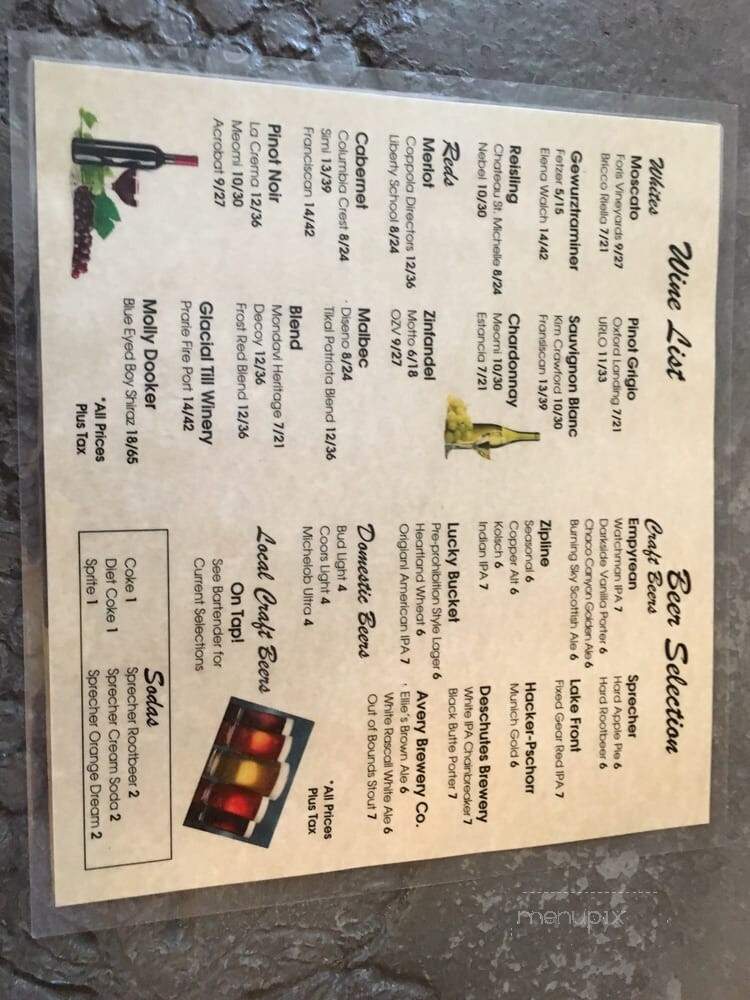 Wine List
Whites
Moscato
Foris Vineyards 9/27
Bricco Riella 7/21
Gewurztraminer
Fetzer 5/15
Elena Walch 14/42
Reisling
Chateau St. Michelle 8/24
Nebel 10/30
Pinot Grigio
Oxford Landing 7/21
URLO 11/33
Sauvignon Blanc
Kim Crawford 10/30
Fransiscan 13/39
Chardonnay
Meomi 10/30
Estancia 7/21
Reds
Merlot
Coppola Directors 12/36
Liberty School 8/24
Cabernet
Columbia Crest 8/24
Simi 13/39
Franciscan 14/42
Pinot Noir
La Crema 12/36
Meomi 10/30
Acrobat 9/27
Zinfandel
Motto 6/18
OZV 9/27
Malbec
Diseno 8/24
Tikal Patriota Blend 12/36
Blend
Mondavi Heritage 7/21
Decoy 12/36
Frost Red Blend 12/36
Glacial Till Winery
Prarie Fire Port 14/42
Molly Dooker
Blue Eyed Boy Shiraz 18/65
*All Prices
Plus Tax
Beer Selection
Craft Beers
Empyrean
Watchman IPA 7
Darkside Vanilla Porter 6
Chaco Canyon Golden Ale 6
Burning Sky Scottish Ale 6
Zipline
Seasonal 6
Copper Alt 6
Kolsch 6
Indian IPA 7
Lucky Bucket
Pre-prohibition Style Lager 6
Heartland Wheat 6
Origianl American IPA 7
Sprecher
Hard Apple Pie 6
Hard Rootbeer 6
Lake Front
Fixed Gear Red IPA 7
Hacker-Pschorr
Munich Gold 6
Deschutes Brewery
White IPA Chainbreaker 7
Black Butte Porter 7
Avery Brewery Co.
Ellie's Brown Ale 6
White Rascall White Ale 6
Out of Bounds Stout 7
Domestic Beers
Bud Light 4
Coors Light 4
Michelob Ultra 4
*All Prices
Plus Tax
Local Craft Beers
On Tap!
See Bartender for
Current Selections
Sodas
Coke 1
Diet Coke 1
Sprite 1
Sprecher Rootbeer 2
Sprecher Cream Soda 2
Sprecher Orange Dream 2
menupix